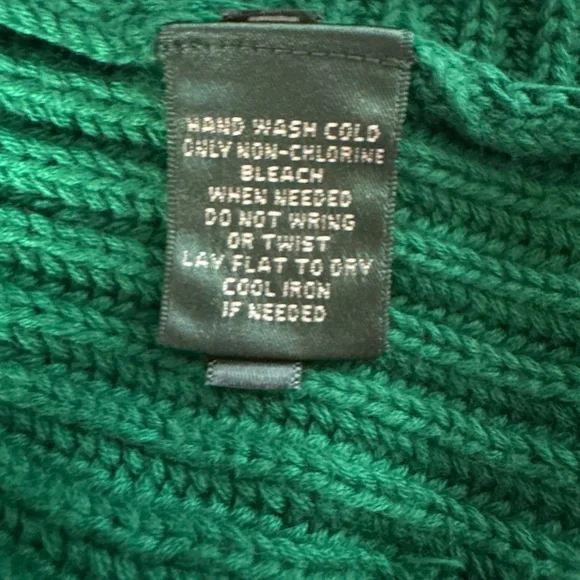 HAND WASH COLD
ONLY NON-CHLORINE
BLEACH
WHEN NEEDED
DO NOT WRING
OR TWIST
LAY FLAT TO DRY
COOL IRON
IF NEEDED